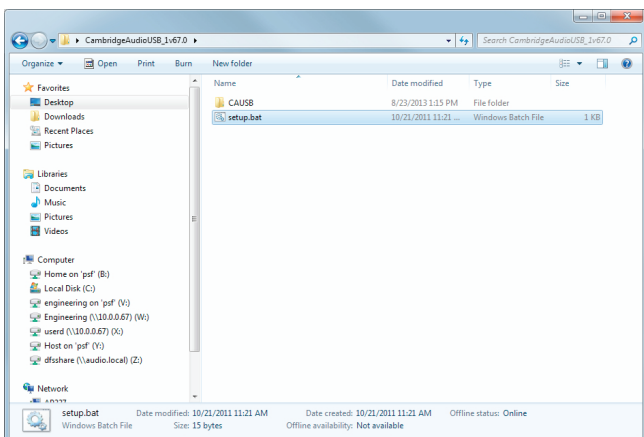 CambridgeAudioUSB_1v67.0
Search CambridgeAudioUSB_1v67.0
Organize Open Print Burn New folder
Name Date modified Type Size
Favorites
Desktop
Downloads
Recent Places
Pictures
Libraries
Documents
Music
Pictures
Videos
Computer
Home on 'psf' (B:)
Local Disk (C:)
engineering on 'psf' (V:)
Engineering (\\10.0.0.67) (W:)
userd (\\10.0.0.67) (X:)
Host on 'psf' (Y:)
dfsshare (\\audio.local) (Z:)
Network
CAUSB 8/23/2013 1:15 PM File folder
setup.bat 10/21/2011 11:21 ... Windows Batch File 1 KB
setup.bat Date modified: 10/21/2011 11:21 AM Date created: 10/21/2011 11:21 AM Offline status: Online
Windows Batch File Size: 15 bytes Offline availability: Not available